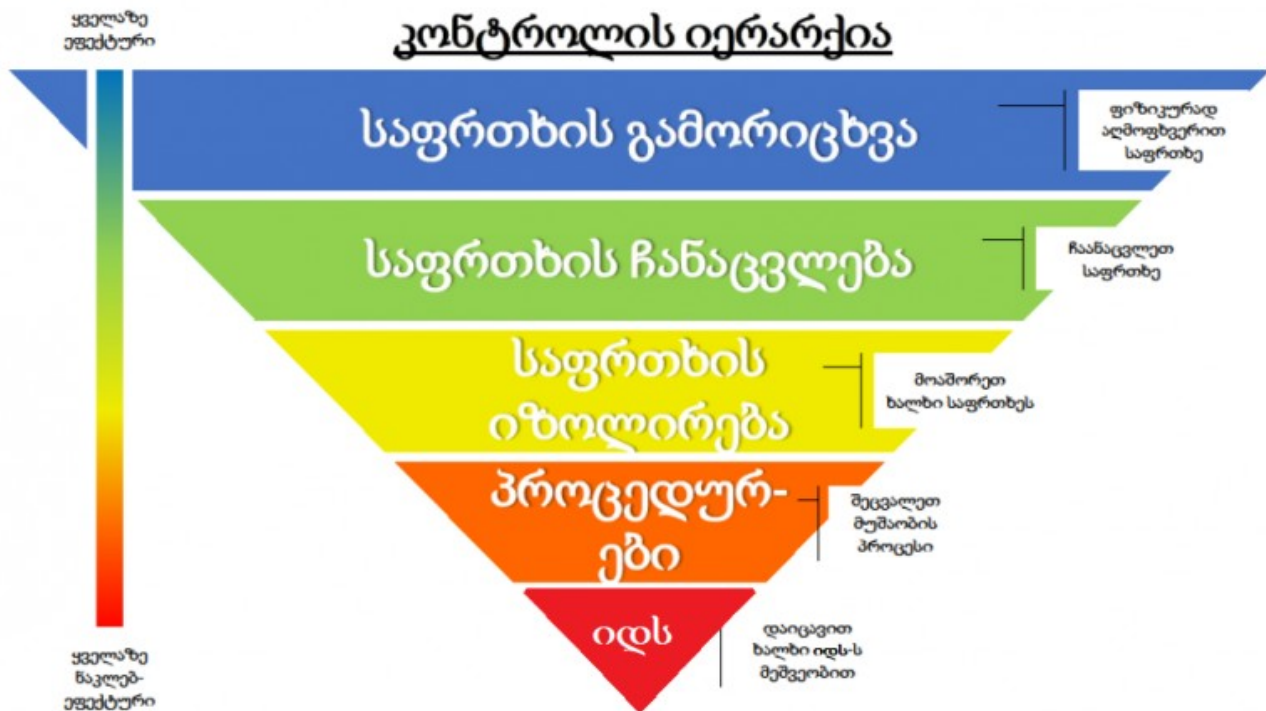 ყველაზე
ეფექტური
კონტროლის იერარქია
საფრთხის გამორიცხვა
ფიზიკურად
აღმოფხვერით
საფრთხე
საფრთხის ჩანაცვლება
ჩაანაცვლეთ
საფრთხე
საფრთხის
იზოლირება
მოაშორეთ
ხალხი საფრთხეს
პროცედურ-
ები
შეცვალეთ
მუშაობის
პროცესი
იდს
დაიცავით
ხალხი იდს-ს
მეშვეობით
ყველაზე
ნაკლებ-
ეფექტური